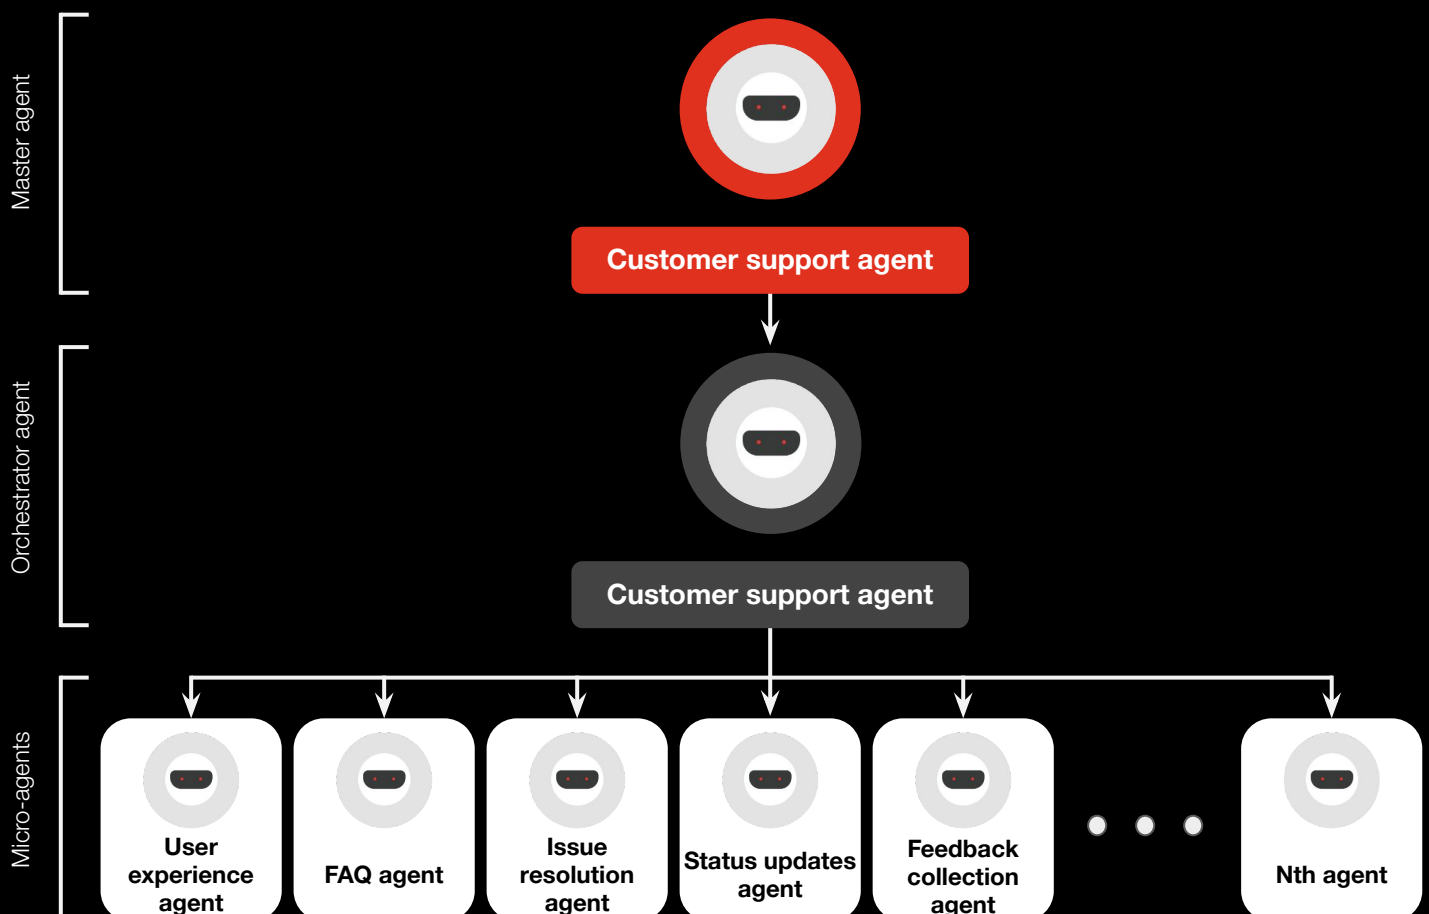 Master agent
Customer support agent
Orchestrator agent
Customer support agent
Micro-agents
User
experience
agent
FAQ agent
Issue
resolution
agent
Status updates
agent
Feedback
collection
agent
Nth agent